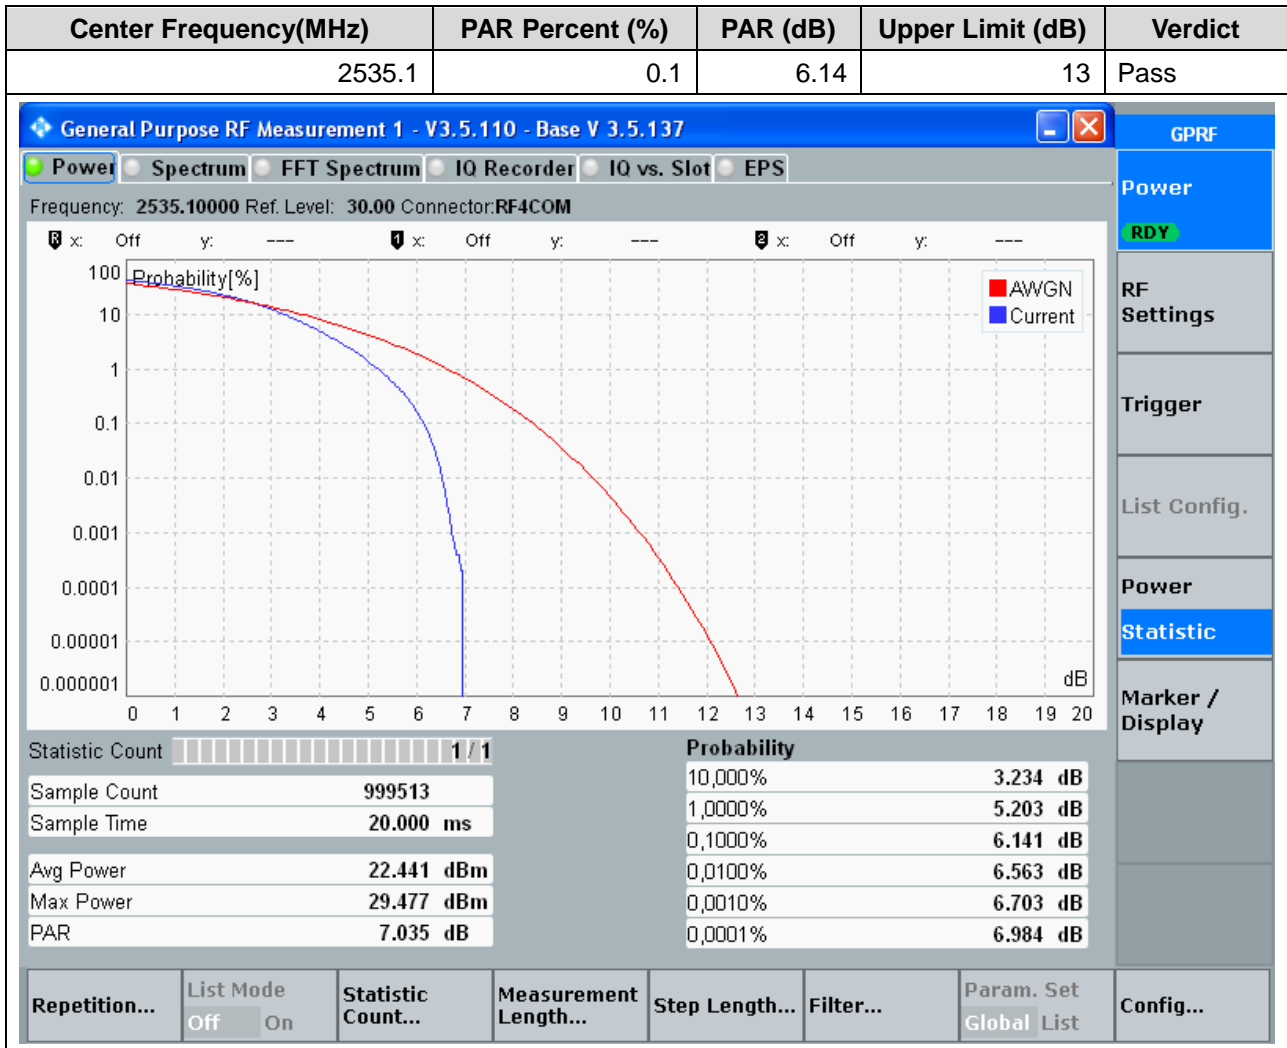 Center Frequency(MHz) PAR Percent (%) PAR (dB) Upper Limit (dB) Verdict
2535.1 0.1 6.14 13 Pass
General Purpose RF Measurement 1 - V3.5.110 - Base V 3.5.137
GPRF
Power Spectrum FFT Spectrum IQ Recorder IQ vs. Slot EPS
Power
RDY
Frequency: 2535.10000 Ref. Level: 30.00 Connector:RF4COM
R x: Off y: --- 1 x: Off y: --- 2 x: Off y: ---
Probability[%]
AWGN
Current
100
10
1
0.1
0.01
0.001
0.0001
0.00001
0.000001
dB
0 1 2 3 4 5 6 7 8 9 10 11 12 13 14 15 16 17 18 19 20
RF
Settings
Trigger
List Config.
Power
Statistic
Marker /
Display
Statistic Count 1 / 1
Sample Count 999513
Sample Time 20.000 ms
Avg Power 22.441 dBm
Max Power 29.477 dBm
PAR 7.035 dB
Probability
10,000% 3.234 dB
1,0000% 5.203 dB
0,1000% 6.141 dB
0,0100% 6.563 dB
0,0010% 6.703 dB
0,0001% 6.984 dB
Repetition...
List Mode
Off On
Statistic
Count...
Measurement
Length...
Step Length...
Filter...
Param. Set
Global List
Config...